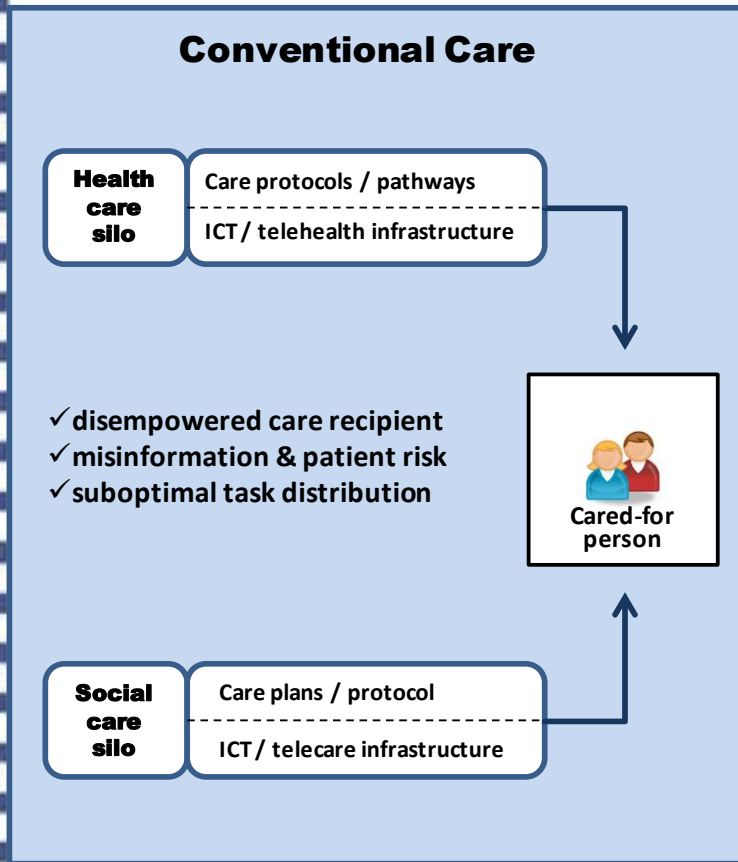 Conventional Care
Health
care
silo
Care protocols / pathways
ICT / telehealth infrastructure
✓disempowered care recipient
✓misinformation & patient risk
✓suboptimal task distribution
Cared-for
person
Social
care
silo
Care plans / protocol
ICT / telecare infrastructure